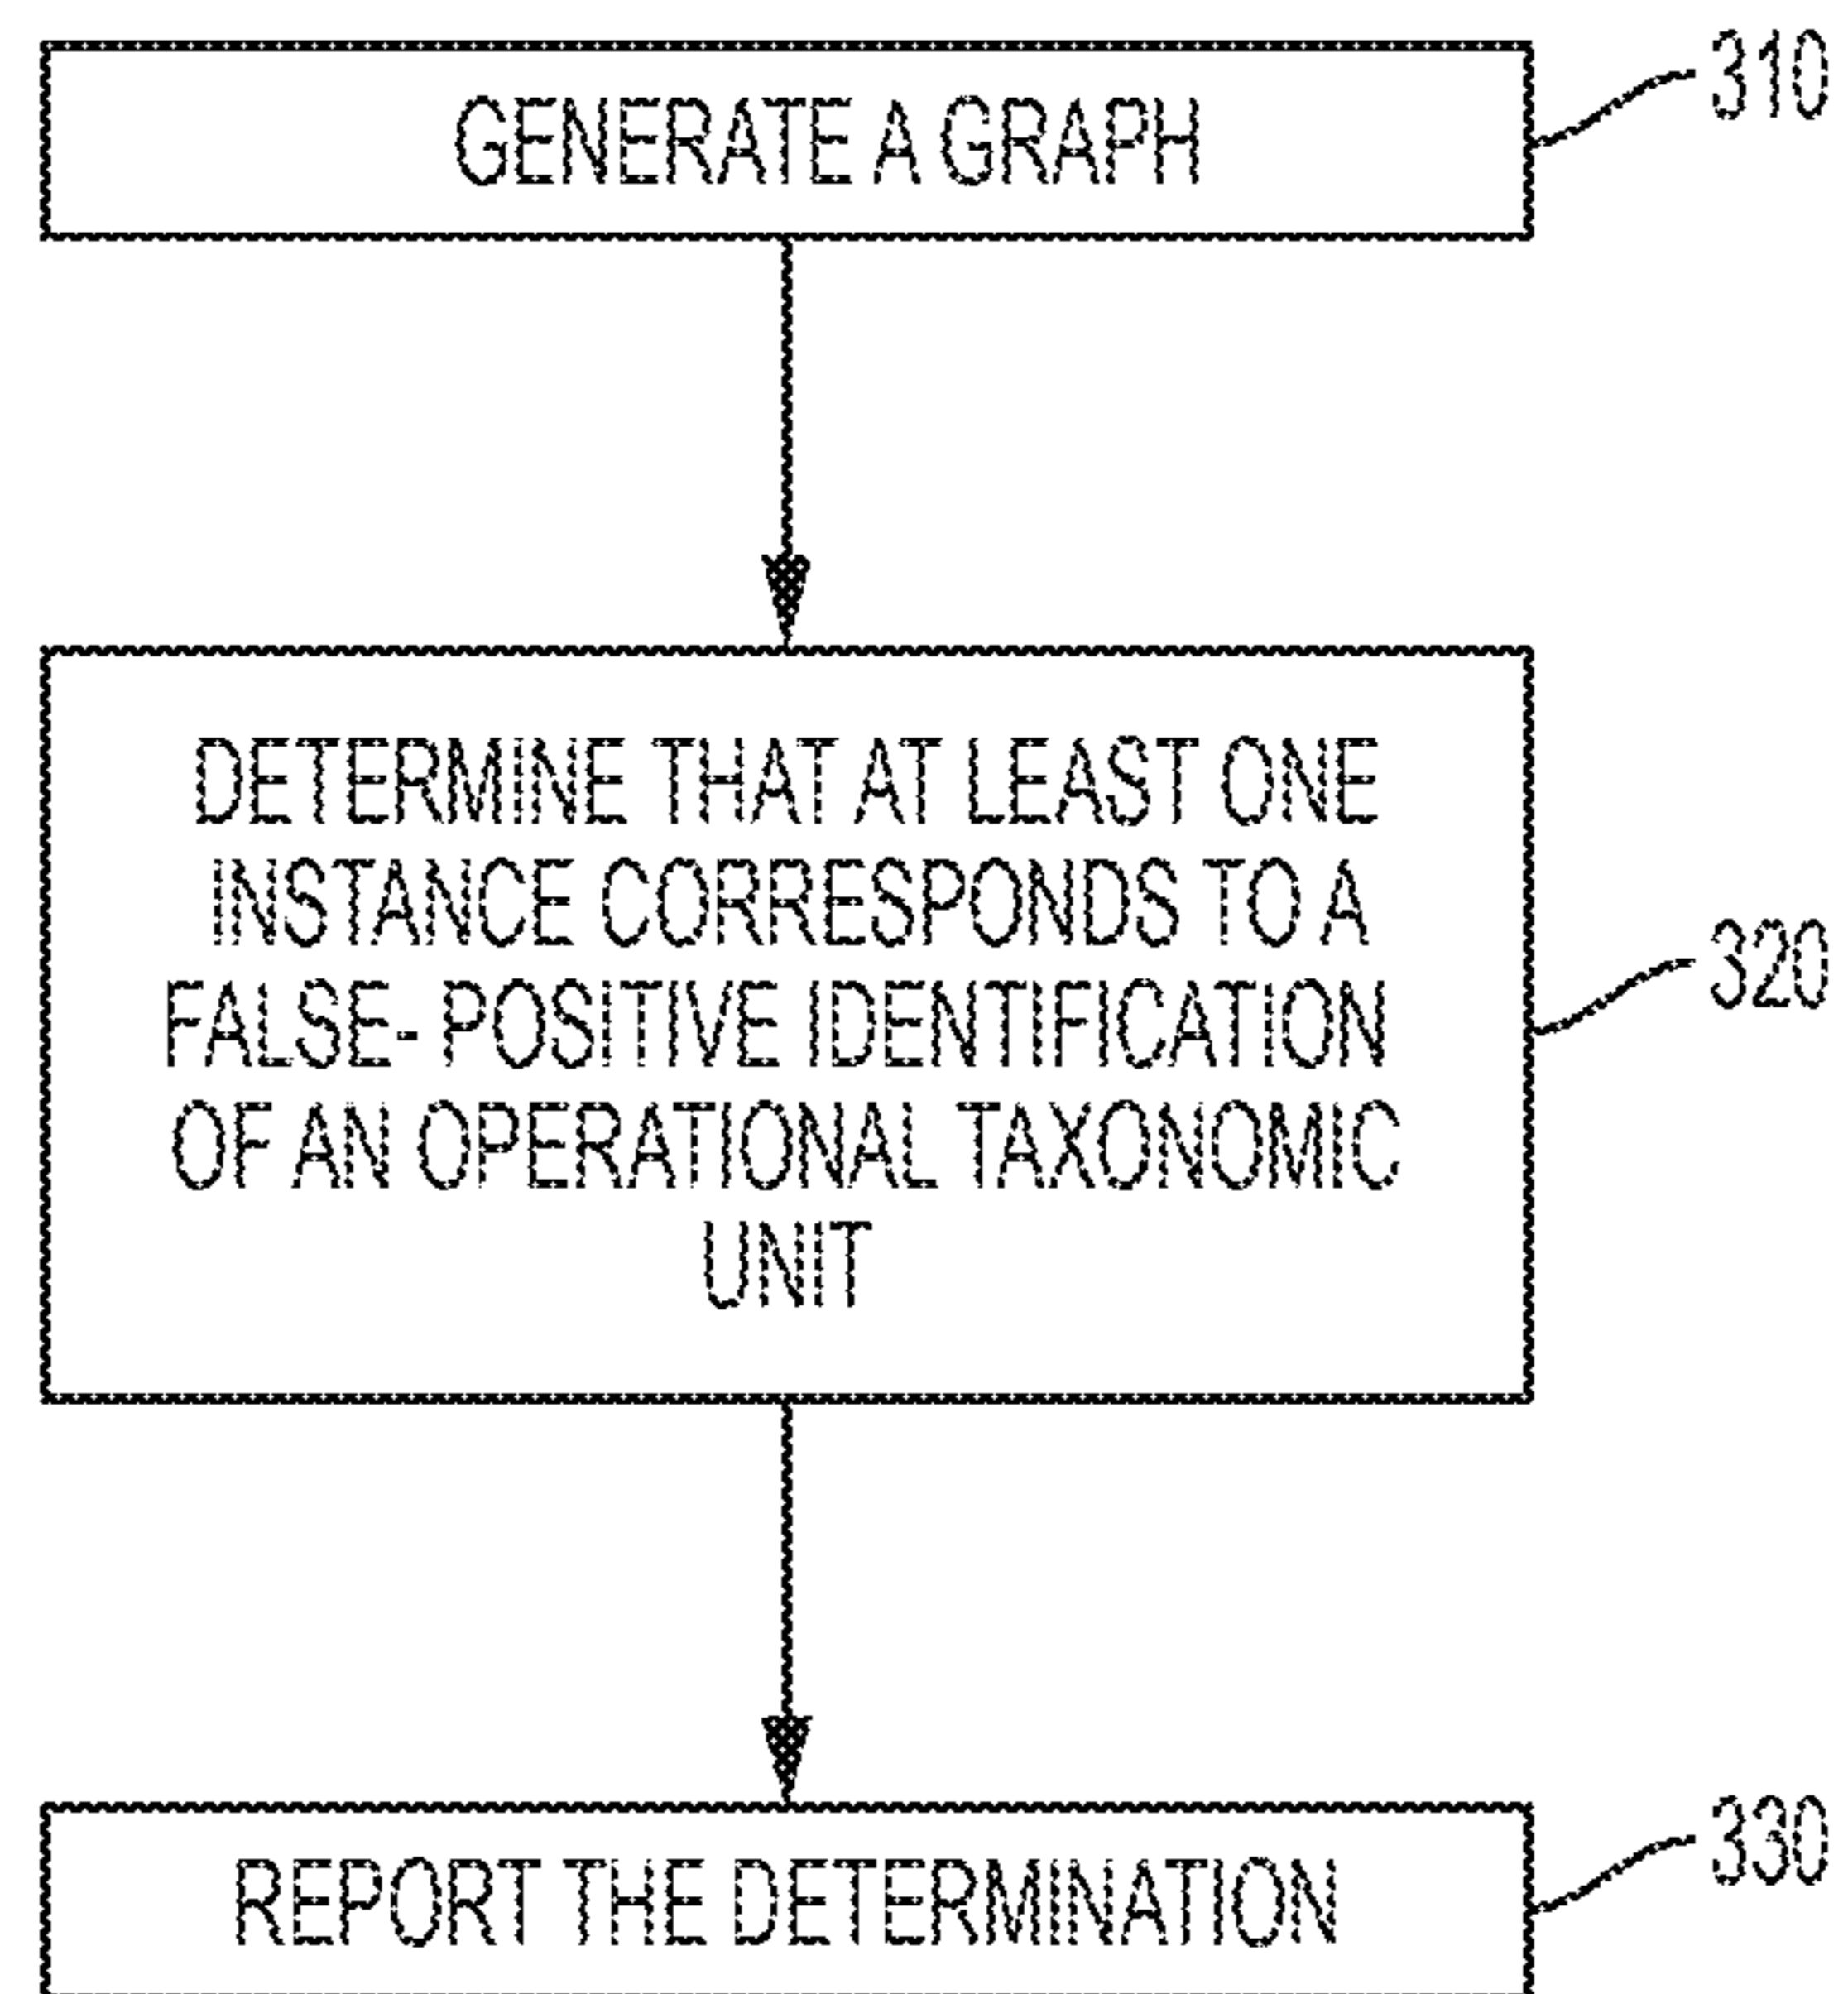 GENERATE A GRAPH
310
DETERMINE THAT AT LEAST ONE
INSTANCE CORRESPONDS TO A
FALSE- POSITIVE IDENTIFICATION
OF AN OPERATIONAL TAXONOMIC
UNIT
320
REPORT THE DETERMINATION
330